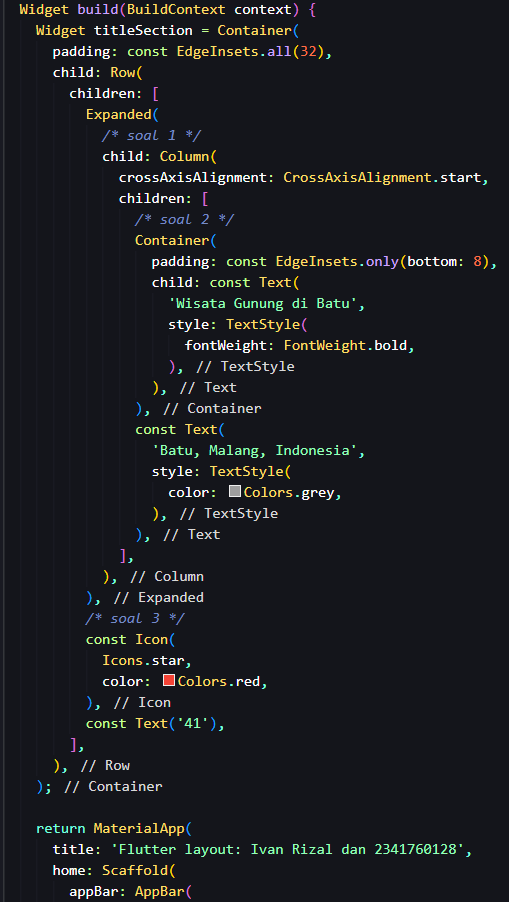 Widget build(BuildContext context) {
  Widget titleSection = Container(
    padding: const EdgeInsets.all(32),
    child: Row(
      children: [
        Expanded(
          /* soal 1 */
          child: Column(
            crossAxisAlignment: CrossAxisAlignment.start,
            children: [
              /* soal 2 */
              Container(
                padding: const EdgeInsets.only(bottom: 8),
                child: const Text(
                  'Wisata Gunung di Batu',
                  style: TextStyle(
                    fontWeight: FontWeight.bold,
                  ), // TextStyle
                ), // Text
              ), // Container
              const Text(
                'Batu, Malang, Indonesia',
                style: TextStyle(
                  color: Colors.grey,
                ), // TextStyle
              ), // Text
            ],
          ), // Column
        ), // Expanded
        /* soal 3 */
        const Icon(
          Icons.star,
          color: Colors.red,
        ), // Icon
        const Text('41'),
      ],
    ), // Row
  ); // Container

  return MaterialApp(
    title: 'Flutter layout: Ivan Rizal dan 2341760128',
    home: Scaffold(
      appBar: AppBar(